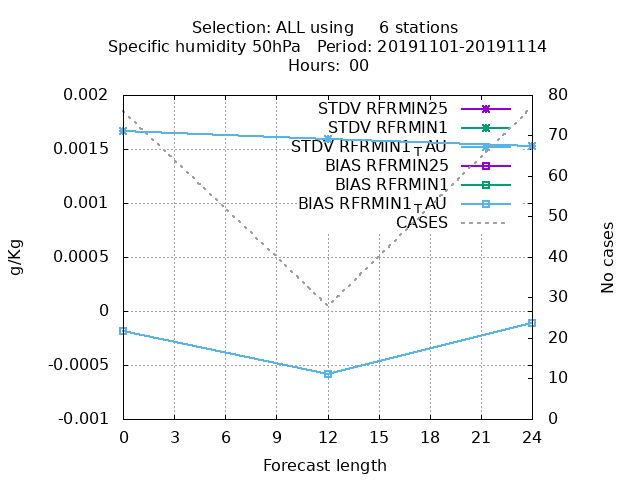 Selection: ALL using     6 stations
Specific humidity 50hPa   Period: 20191101-20191114
Hours:  00
0.002
0.0015
0.001
0.0005
0
-0.0005
-0.001
g/Kg
STDV RFRMIN25
STDV RFRMIN1
STDV RFRMIN1_TAU
BIAS RFRMIN25
BIAS RFRMIN1
BIAS RFRMIN1_TAU
CASES
80
70
60
50
40
30
20
10
0
No cases
0 3 6 9 12 15 18 21 24
Forecast length